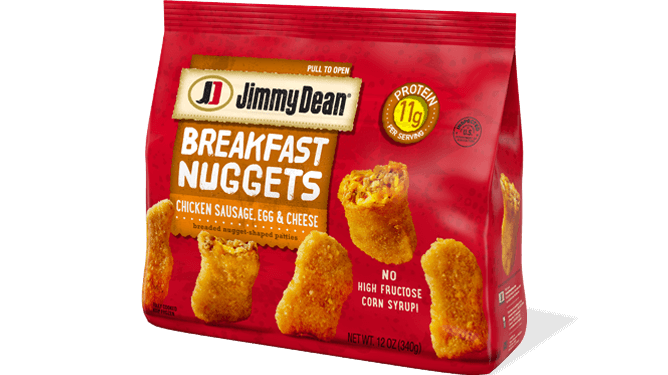 PULL TO OPEN
JD Jimmy Dean®
BREAKFAST
NUGGETS
CHICKEN SAUSAGE, EGG & CHEESE
breaded nugget-shaped patties
PROTEIN
11g
PER SERVING
NO
HIGH FRUCTOSE
CORN SYRUP!
NET WT 12 OZ (340g)